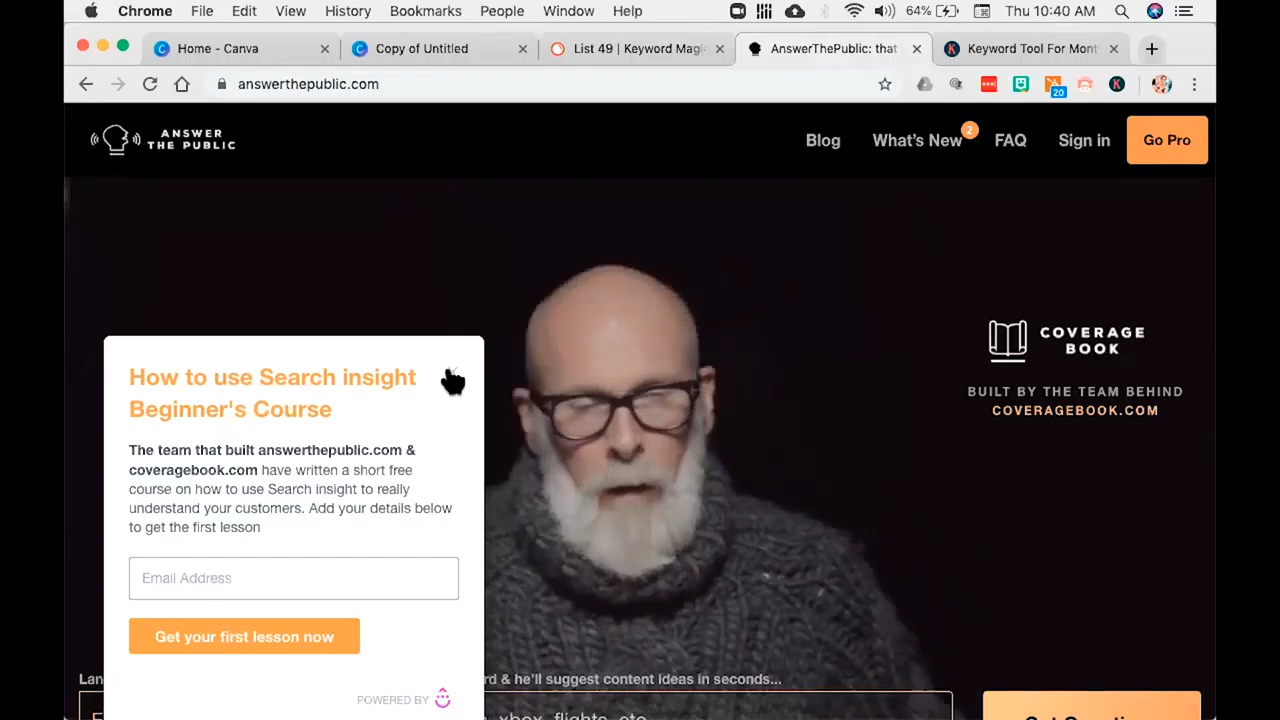 Chrome File Edit View History Bookmarks People Window Help 64% Thu 10:40 AM
Home - Canva Copy of Untitled List 49 | Keyword Magi AnswerThePublic: that Keyword Tool For Mont
answerthepublic.com
20
ANSWER
THE PUBLIC
Blog What's New 2 FAQ Sign in Go Pro
COVERAGE
BOOK
BUILT BY THE TEAM BEHIND
COVERAGEBOOK.COM
How to use Search insight
Beginner's Course
The team that built answerthepublic.com &
coveragebook.com have written a short free
course on how to use Search insight to really
understand your customers. Add your details below
to get the first lesson
Email Address
Get your first lesson now
POWERED BY
he'll suggest content ideas in seconds...
xbox, flights, etc